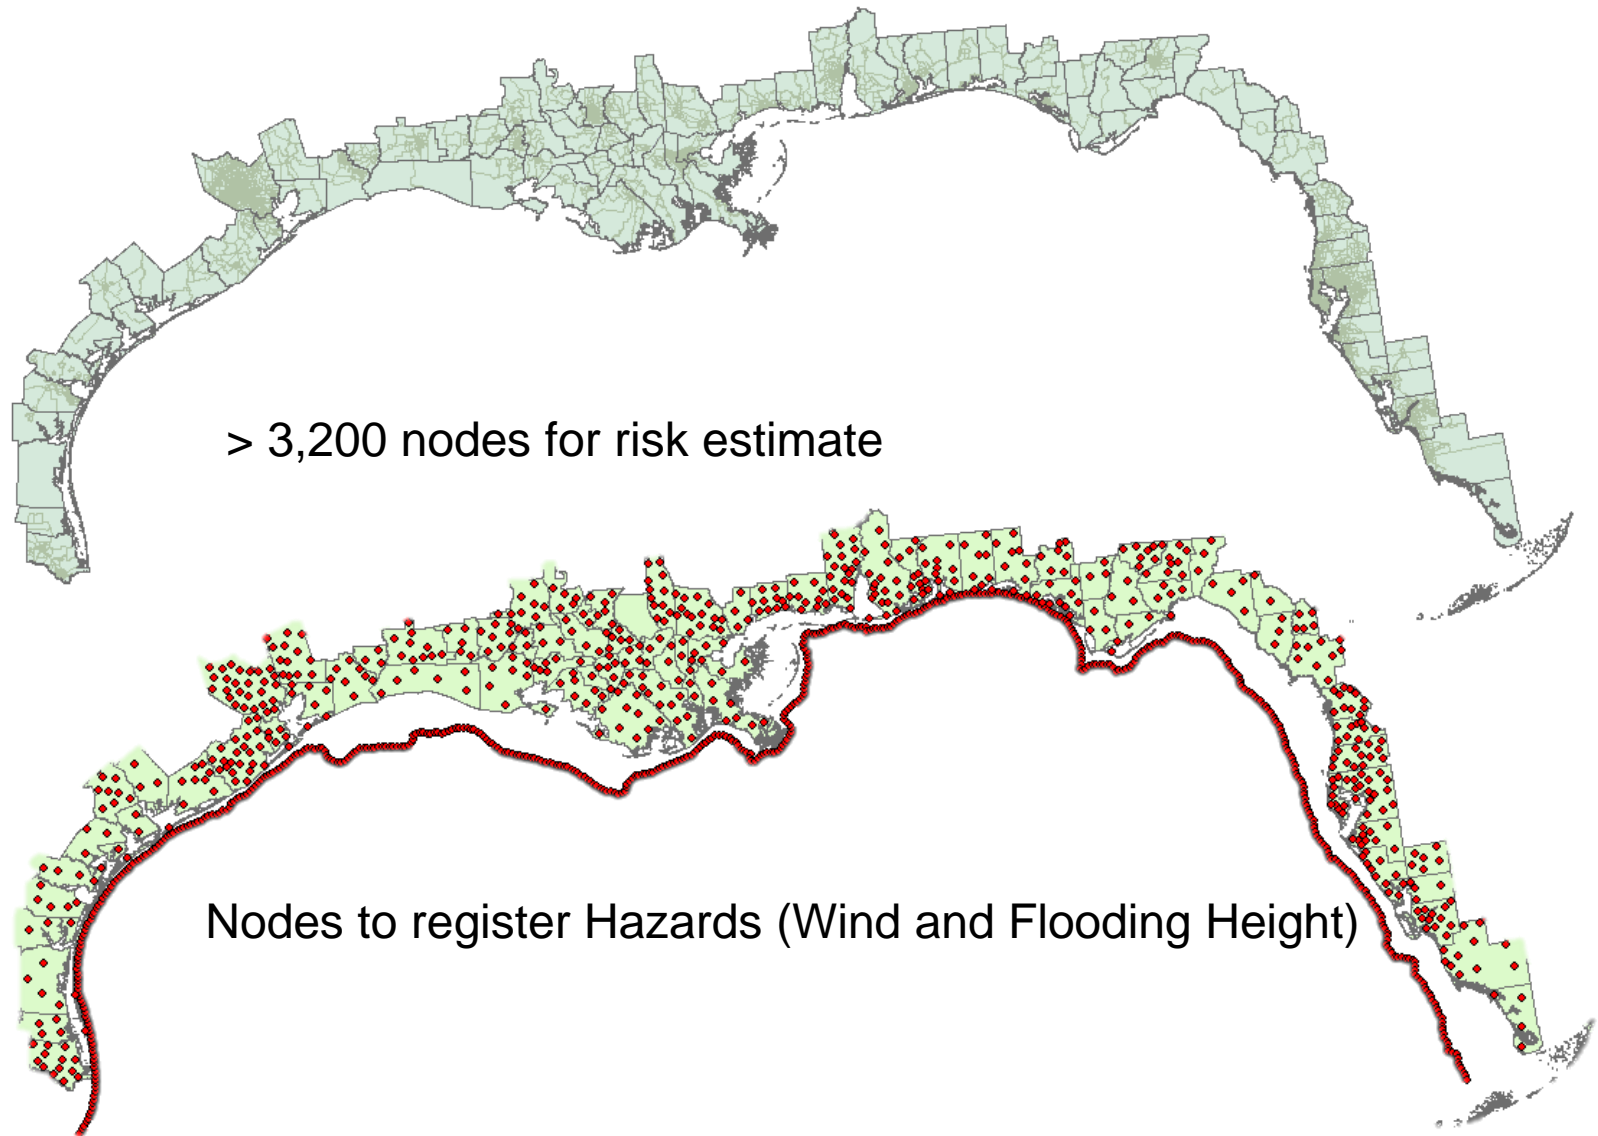 > 3,200 nodes for risk estimate
Nodes to register Hazards (Wind and Flooding Height)